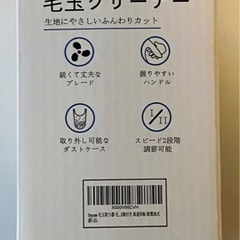 毛玉クリーナー
生地にやさしいふんわりカット
鋭くて丈夫な
ブレード
握りやすい
ハンドル
取り外し可能な
ダストケース
I
II
スピード2段階
調節可能
新品